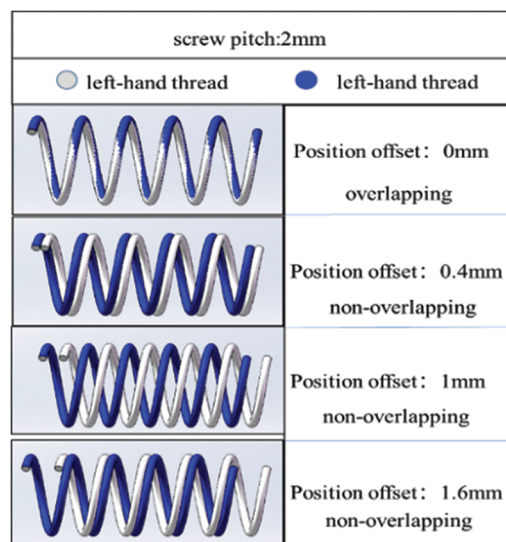 screw pitch:2mm
left-hand thread left-hand thread
Position offset：0mm
overlapping
Position offset：0.4mm
non-overlapping
Position offset：1mm
non-overlapping
Position offset：1.6mm
non-overlapping